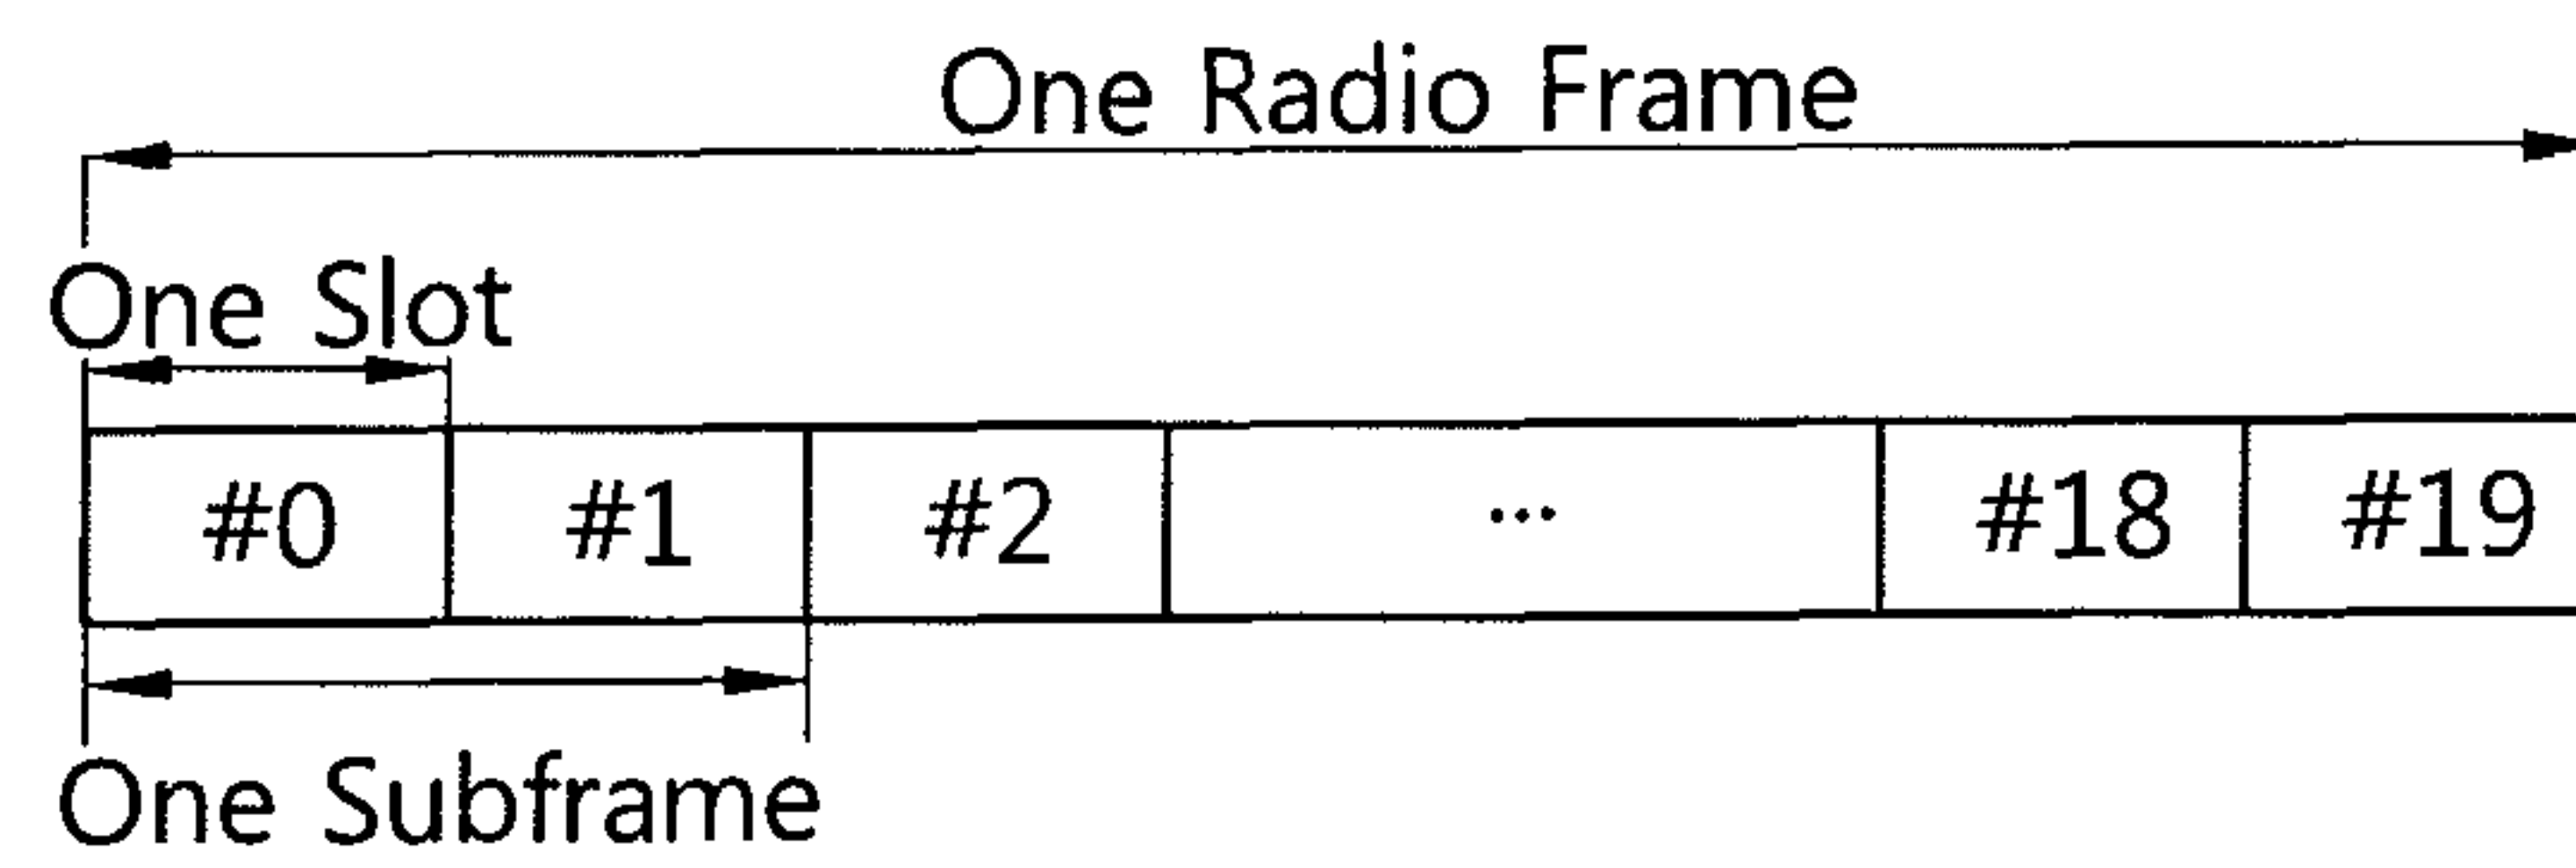 One Radio Frame
One Slot
#0 #1 #2 ... #18 #19
One Subframe